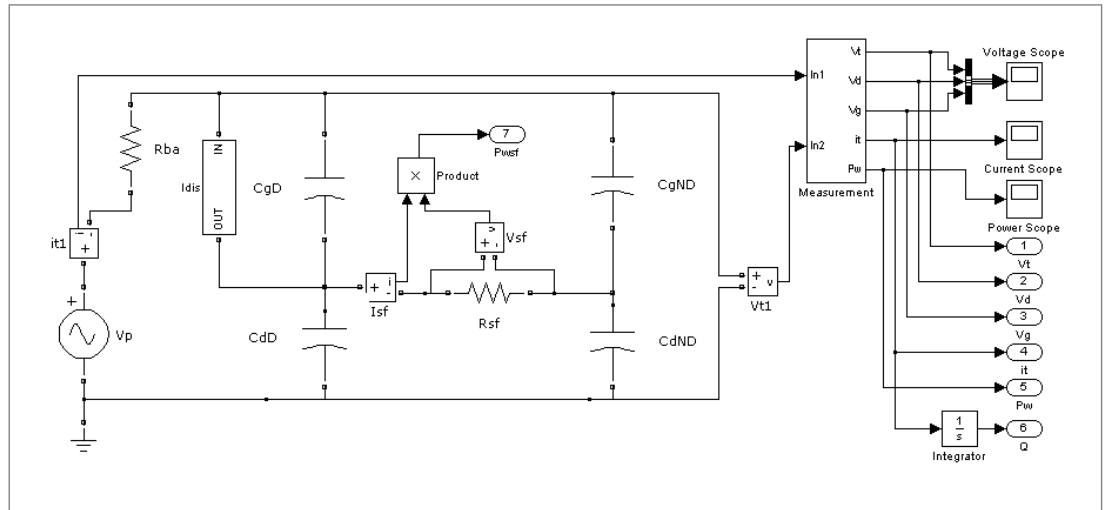 Vt
Voltage Scope
In1
Vd
Vg
it
Current Scope
In2
Pw
Measurement
Power Scope
Rba
IN
Idis
OUT
CgD
7
Pwsf
×
Product
CgND
it1
i
+
-
v
+
-
Vsf
+
Vp
+
i
-
Isf
Rsf
+
-
v
Vt1
CdD
CdND
1
Vt
2
Vd
3
Vg
4
it
5
Pw
1
s
Integrator
6
Q